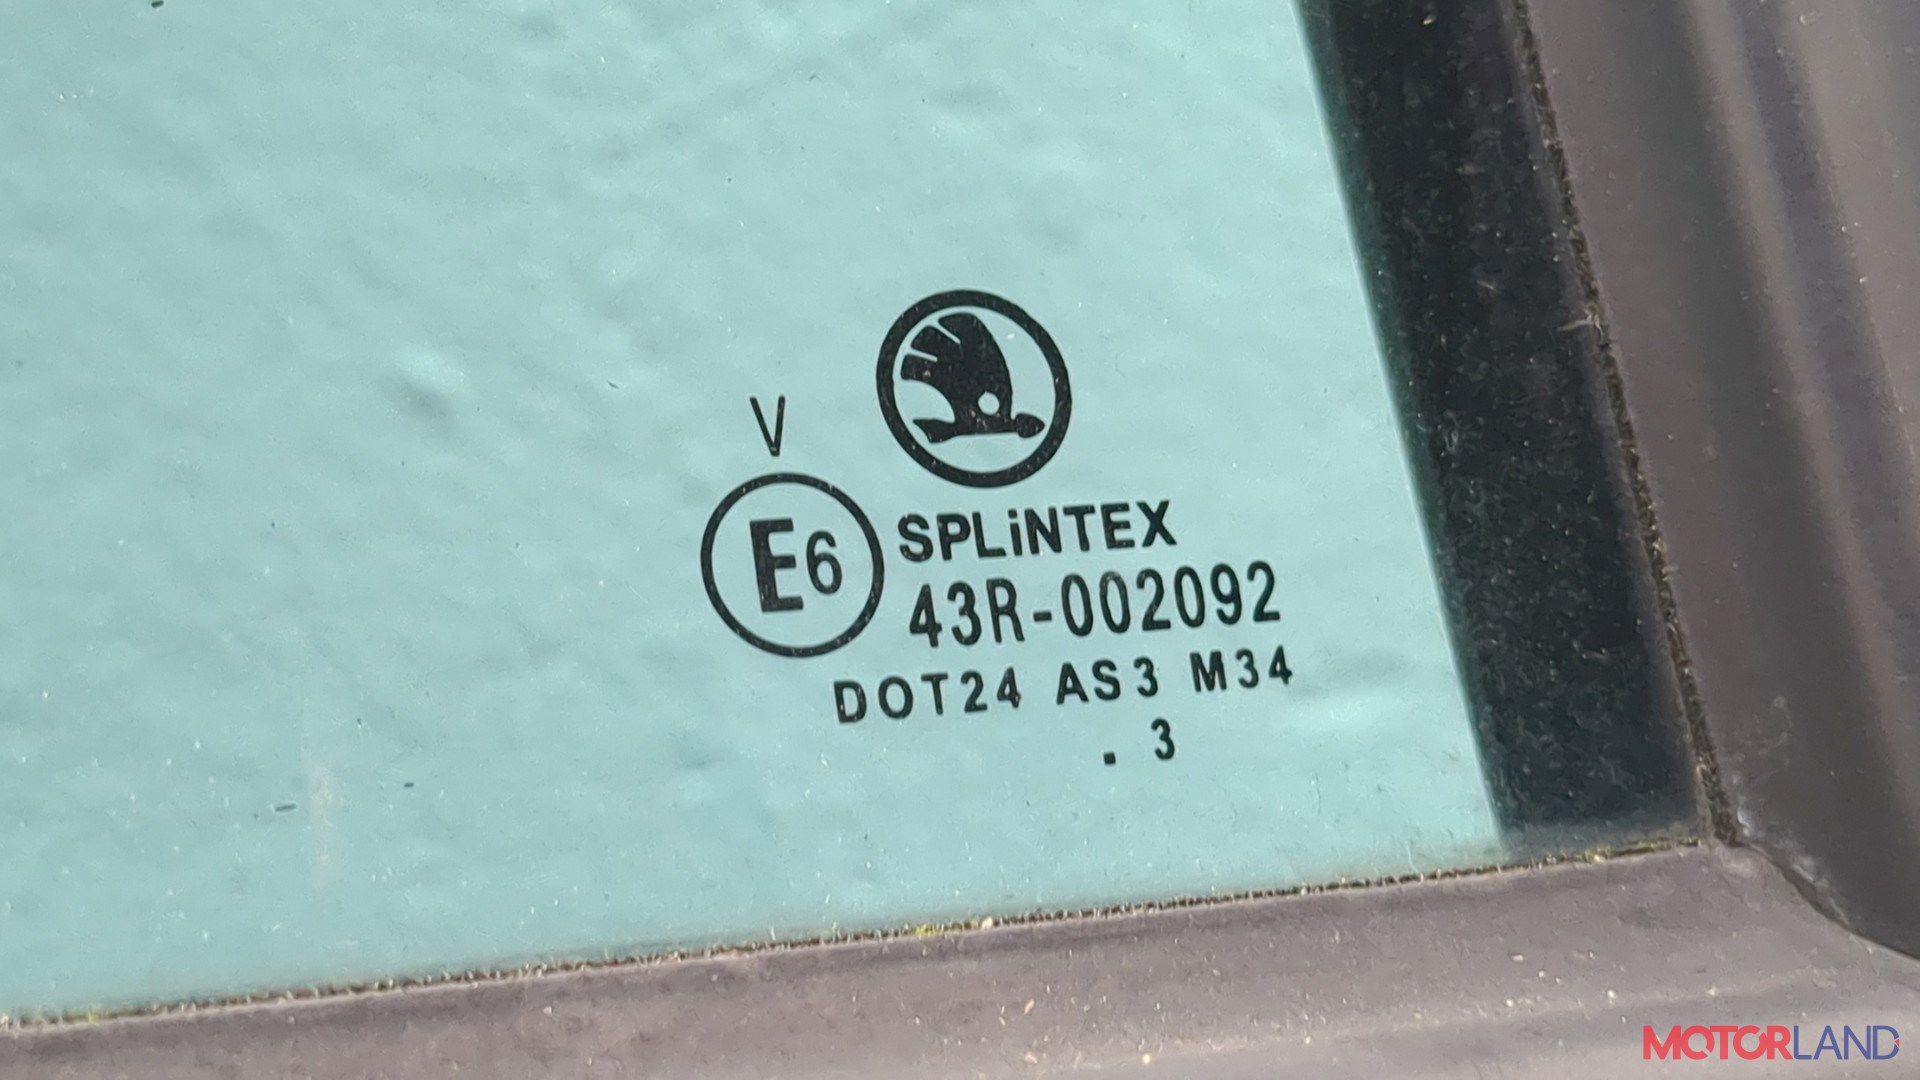 V
E6
SPLiNTEX
43R-002092
DOT24 AS3 M34
. 3
MOTORLAND